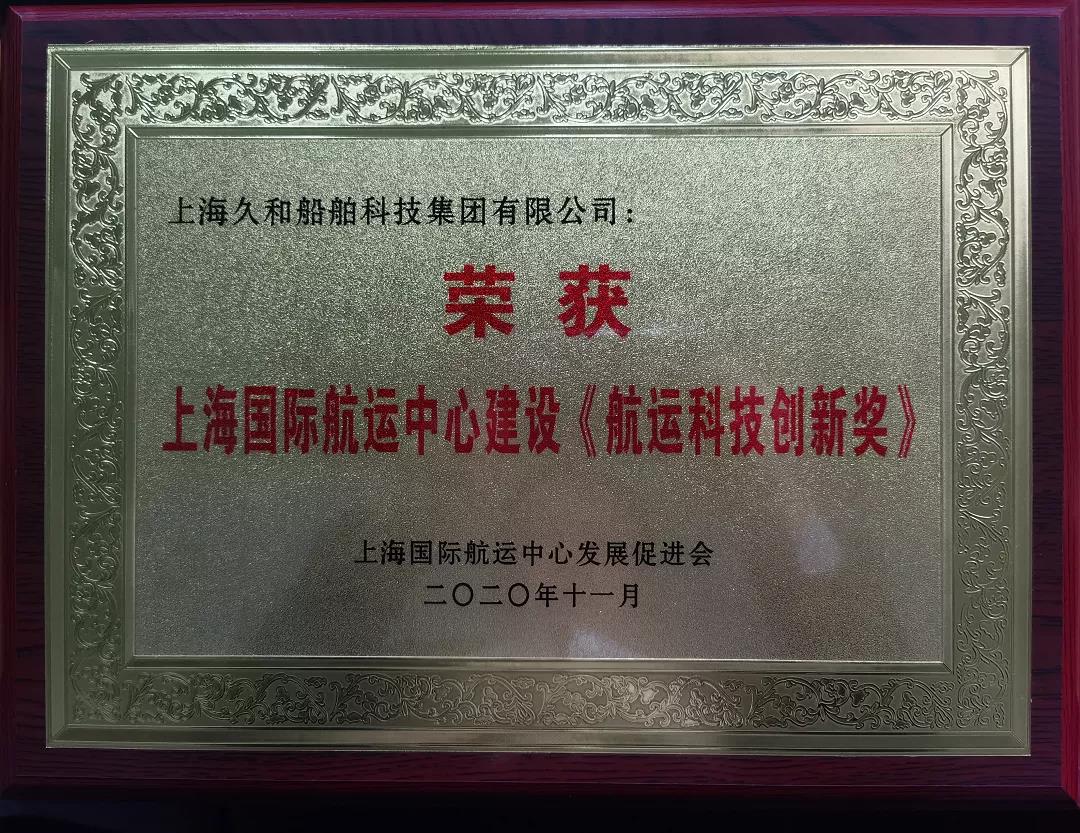 上海久和船舶科技集团有限公司：
荣获
上海国际航运中心建设《航运科技创新奖》
上海国际航运中心发展促进会
二〇二〇年十一月